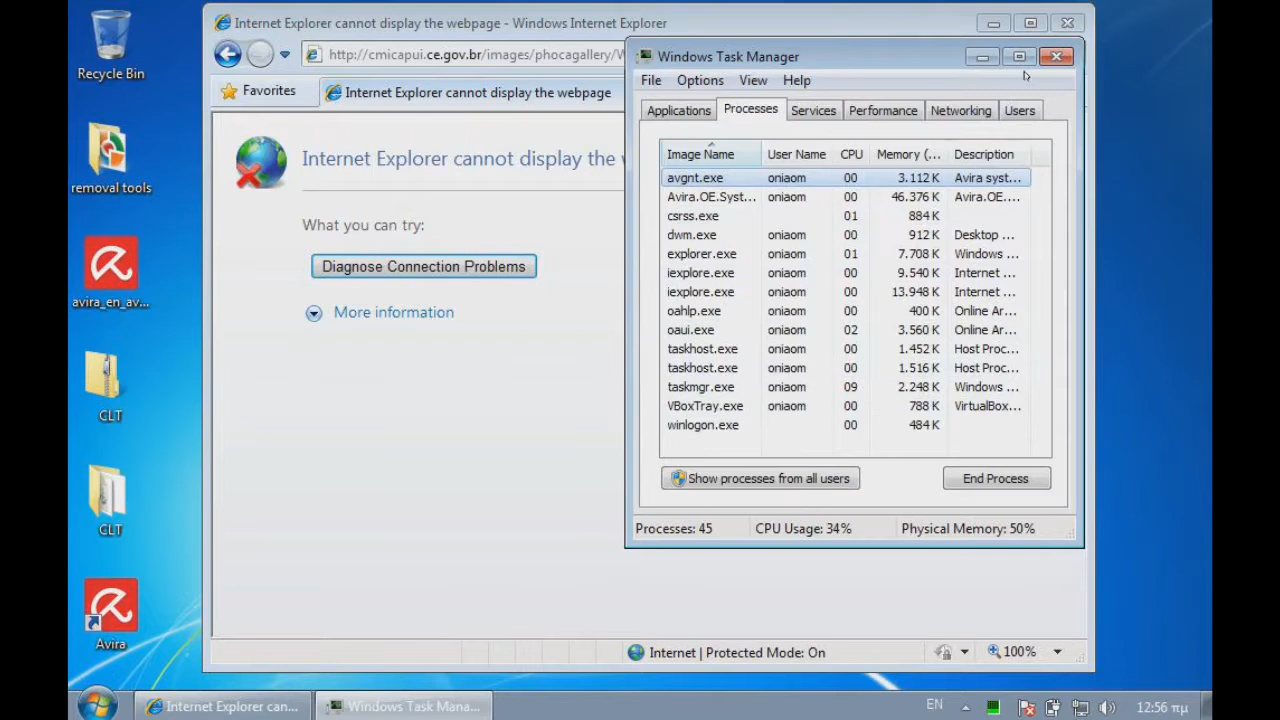 Recycle Bin
removal tools
avira_en_av...
CLT
CLT
Avira
Internet Explorer cannot display the webpage - Windows Internet Explorer
http://cmicapui.ce.gov.br/images/phocagallery/W
Favorites
Internet Explorer cannot display the webpage
Internet Explorer cannot display the
What you can try:
Diagnose Connection Problems
More information
Internet | Protected Mode: On
100%
Windows Task Manager
File Options View Help
Applications Processes Services Performance Networking Users
Image Name User Name CPU Memory (... Description
avgnt.exe oniaom 00 3.112 K Avira syst...
Avira.OE.Syst... oniaom 00 46.376 K Avira.OE....
csrss.exe 01 884 K
dwm.exe oniaom 00 912 K Desktop ...
explorer.exe oniaom 01 7.708 K Windows ...
iexplore.exe oniaom 00 9.540 K Internet ...
iexplore.exe oniaom 00 13.948 K Internet ...
oahlp.exe oniaom 00 400 K Online Ar...
oaui.exe oniaom 02 3.560 K Online Ar...
taskhost.exe oniaom 00 1.452 K Host Proc...
taskhost.exe oniaom 00 1.516 K Host Proc...
taskmgr.exe oniaom 09 2.248 K Windows ...
VBoxTray.exe oniaom 00 788 K VirtualBox...
winlogon.exe 00 484 K
Show processes from all users End Process
Processes: 45 CPU Usage: 34% Physical Memory: 50%
Internet Explorer can... Windows Task Mana... EN 12:56 πμ